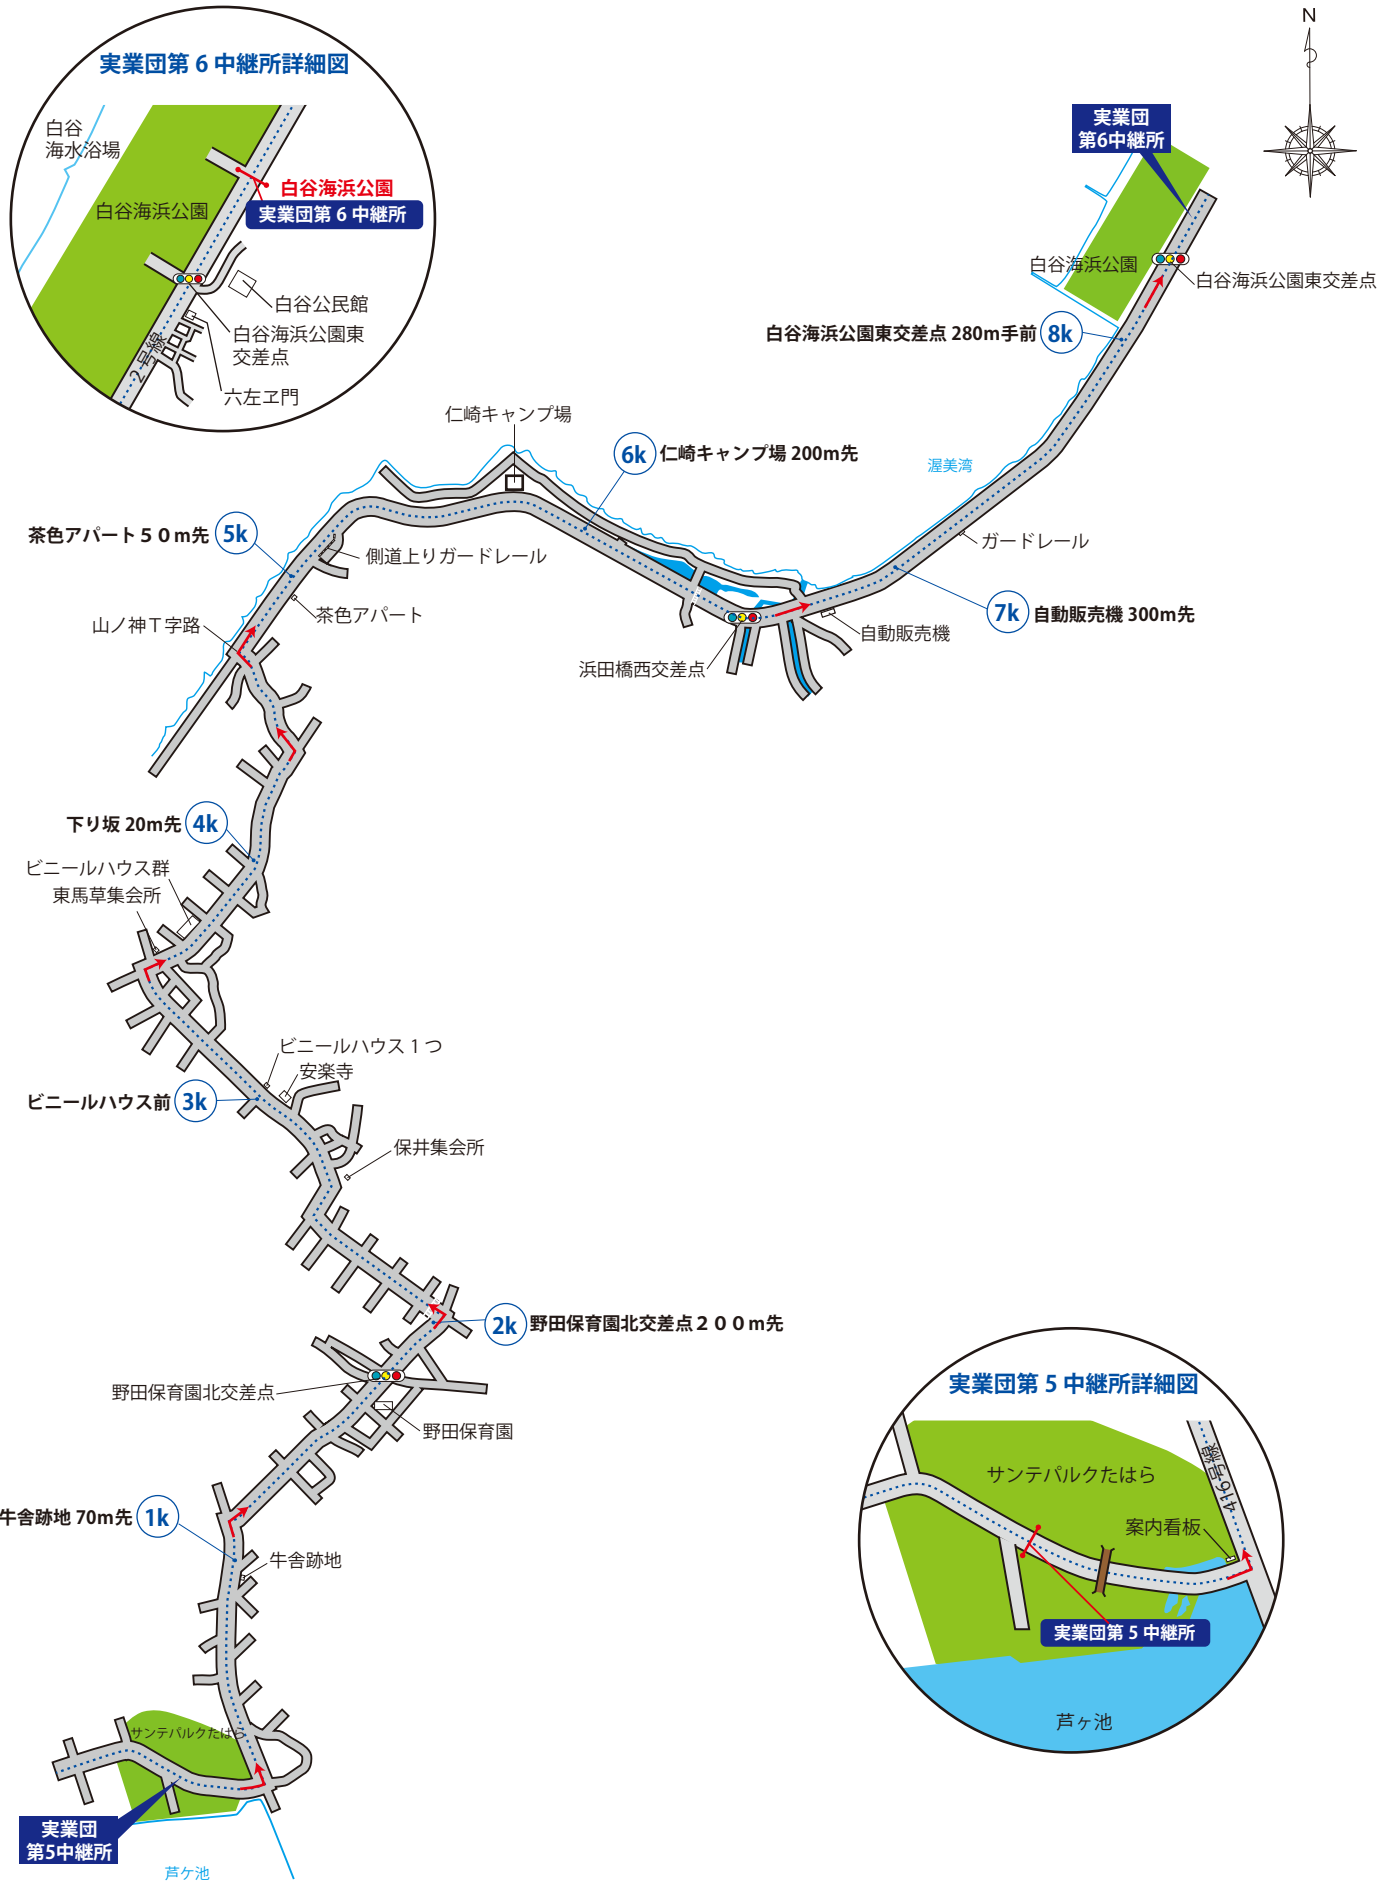 N
実業団第6中継所詳細図
白谷
海水浴場
白谷海浜公園
白谷海浜公園
実業団第6中継所
白谷公民館
白谷海浜公園東
交差点
2号線
六左ヱ門
実業団
第6中継所
白谷海浜公園
白谷海浜公園東交差点
白谷海浜公園東交差点 280m手前
8k
仁崎キャンプ場
6k
仁崎キャンプ場 200m先
渥美湾
茶色アパート５０m先
5k
側道上りガードレール
ガードレール
茶色アパート
山ノ神Ｔ字路
7k
自動販売機 300m先
自動販売機
浜田橋西交差点
下り坂 20m先
4k
ビニールハウス群
東馬草集会所
ビニールハウス１つ
安楽寺
ビニールハウス前
3k
保井集会所
2k
野田保育園北交差点２００m先
野田保育園北交差点
野田保育園
牛舎跡地 70m先
1k
牛舎跡地
サンテパルクたはら
実業団
第5中継所
芦ケ池
実業団第5中継所詳細図
サンテパルクたはら
416号線
案内看板
実業団第5中継所
芦ヶ池